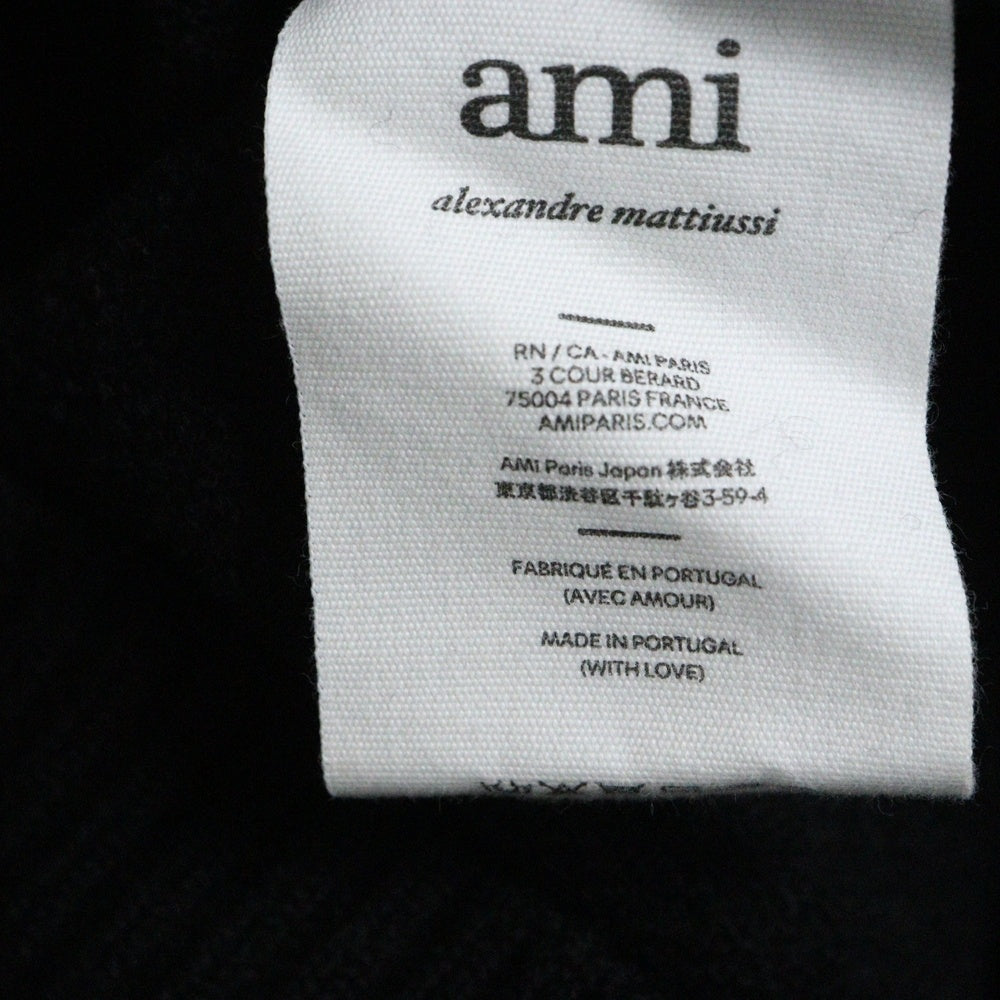 ami
alexandre mattiussi
RN / CA - AMI PARIS
3 COUR BERARD
75004 PARIS FRANCE
AMIPARIS.COM
AMI Paris Japan 株式会社
東京都渋谷区千駄ヶ谷3-59-4
FABRIQUÉ EN PORTUGAL
(AVEC AMOUR)
MADE IN PORTUGAL
(WITH LOVE)